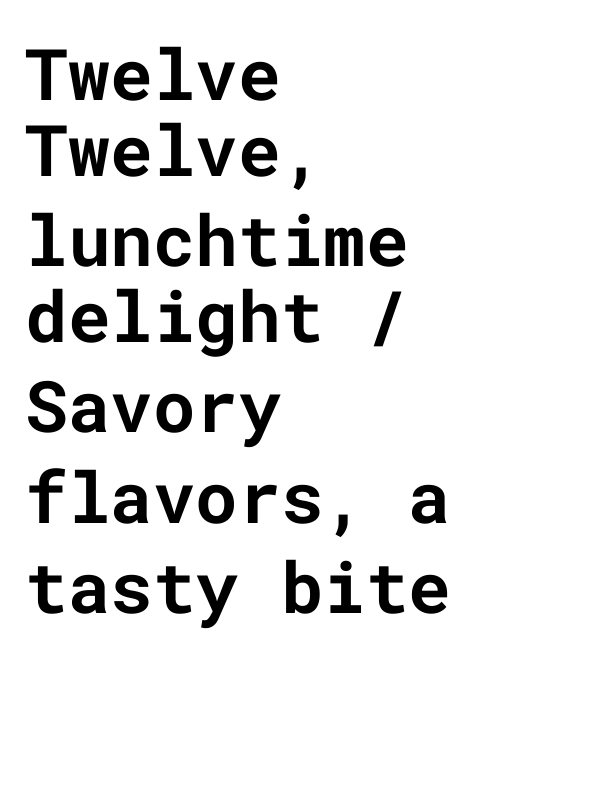 Twelve
Twelve,
lunchtime
delight /
Savory
flavors, a
tasty bite